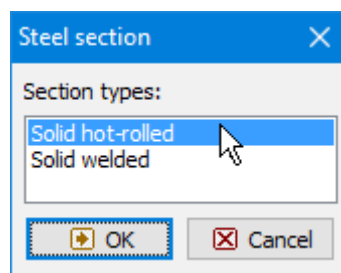 Steel section
Section types:
Solid hot-rolled
Solid welded
OK Cancel